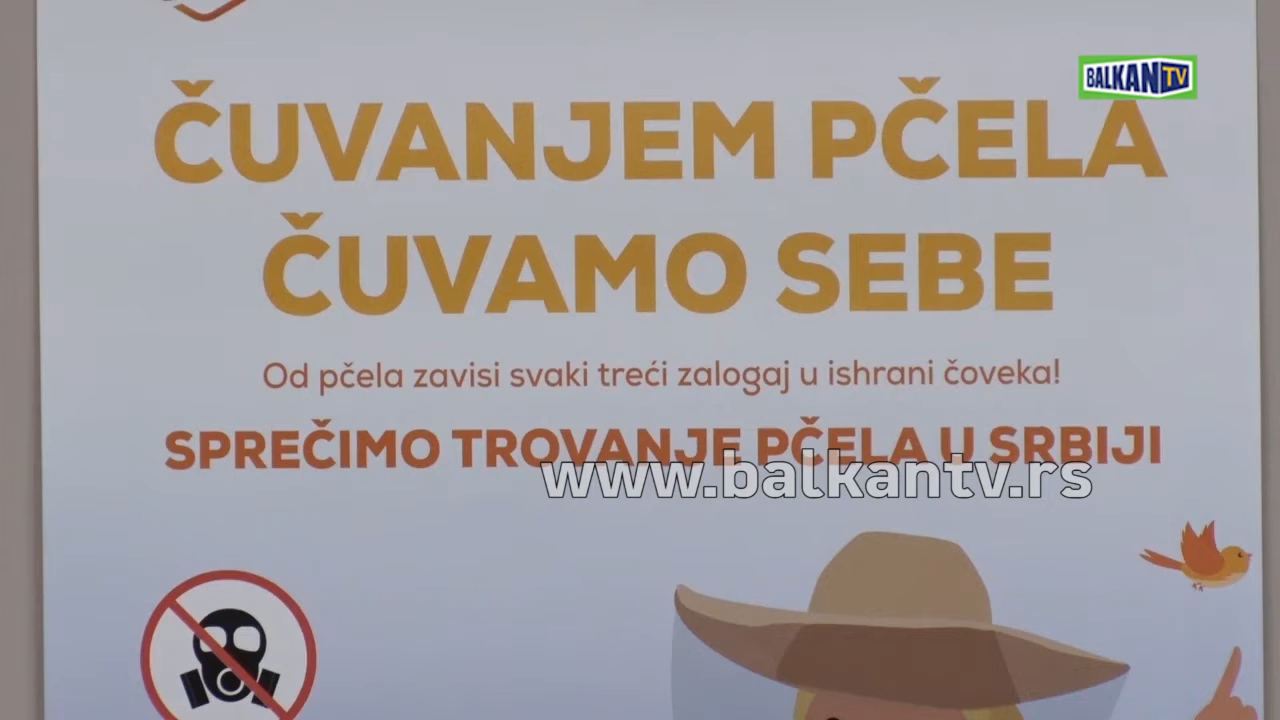 BALKAN TV
ČUVANJEM PČELA
ČUVAMO SEBE
Od pčela zavisi svaki treći zalogaj u ishrani čoveka!
SPREČIMO TROVANJE PČELA U SRBIJI
www.balkantv.rs